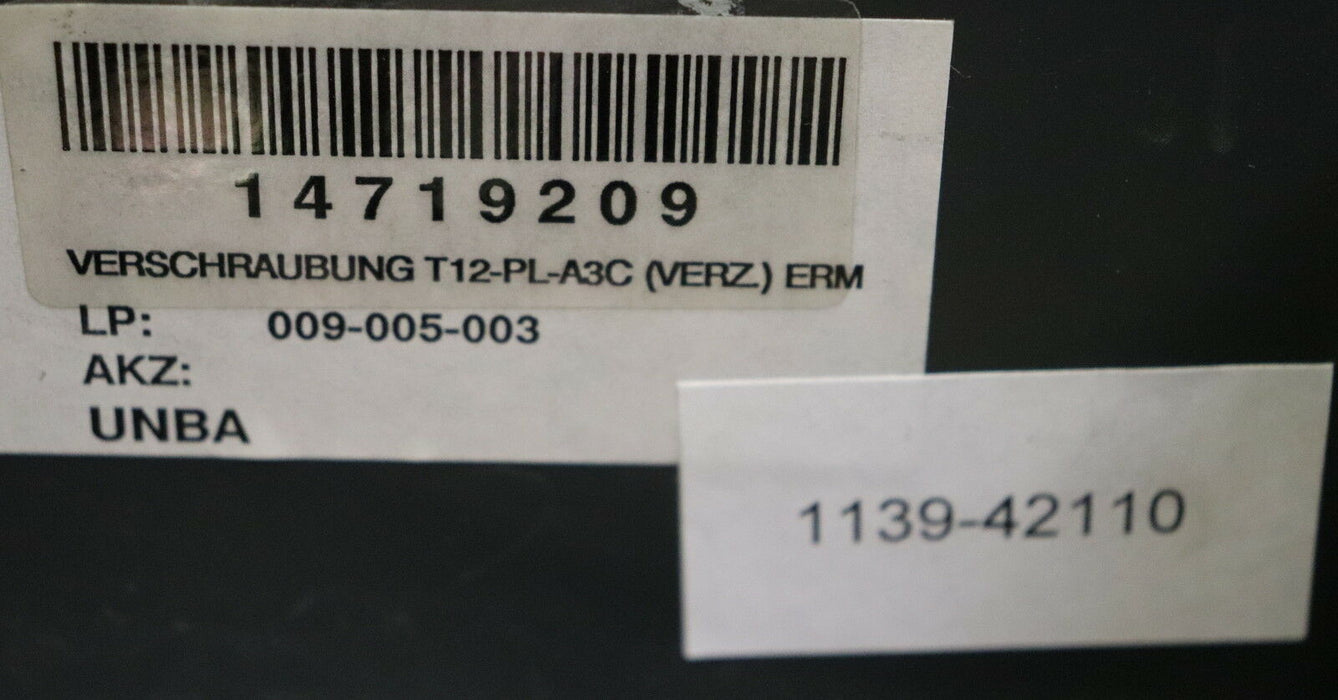 14719209
VERSCHRAUBUNG T12-PL-A3C (VERZ.) ERM
LP: 009-005-003
AKZ:
UNBA
1139-42110